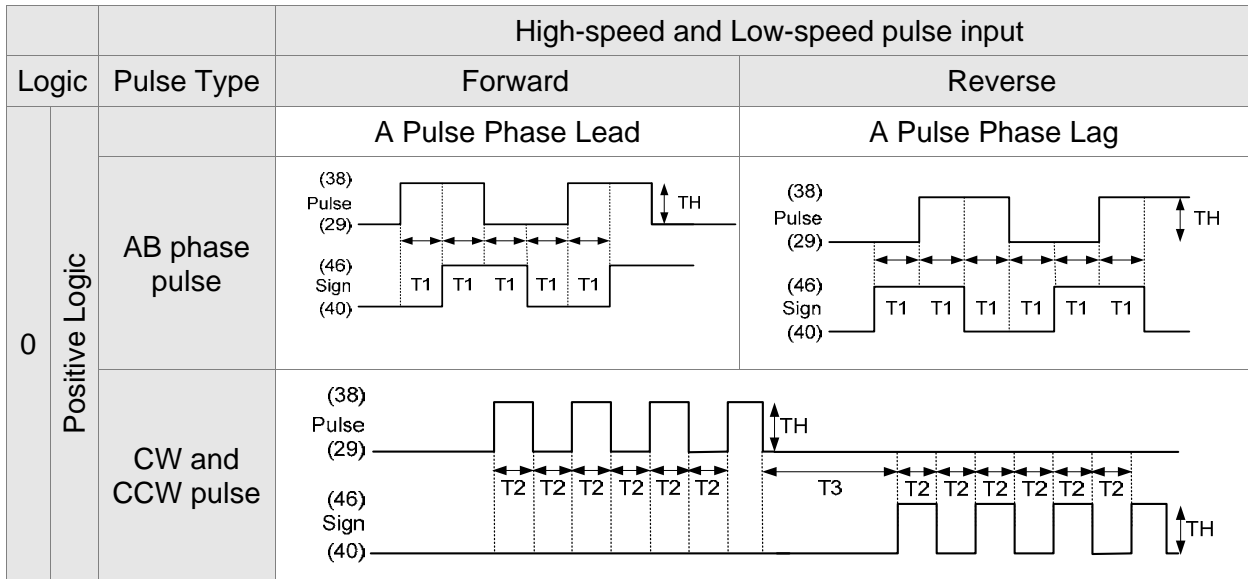 High-speed and Low-speed pulse input
Logic Pulse Type Forward Reverse
0 Positive Logic
A Pulse Phase Lead A Pulse Phase Lag
AB phase pulse
(38)
Pulse
(29)
TH
(46)
Sign
(40)
T1 T1 T1 T1 T1
(38)
Pulse
(29)
TH
(46)
Sign
(40)
T1 T1 T1 T1 T1 T1
CW and
CCW pulse
(38)
Pulse
(29)
TH
T2 T2 T2 T2 T2 T2 T3 T2 T2 T2 T2 T2 T2
(46)
Sign
(40)
TH